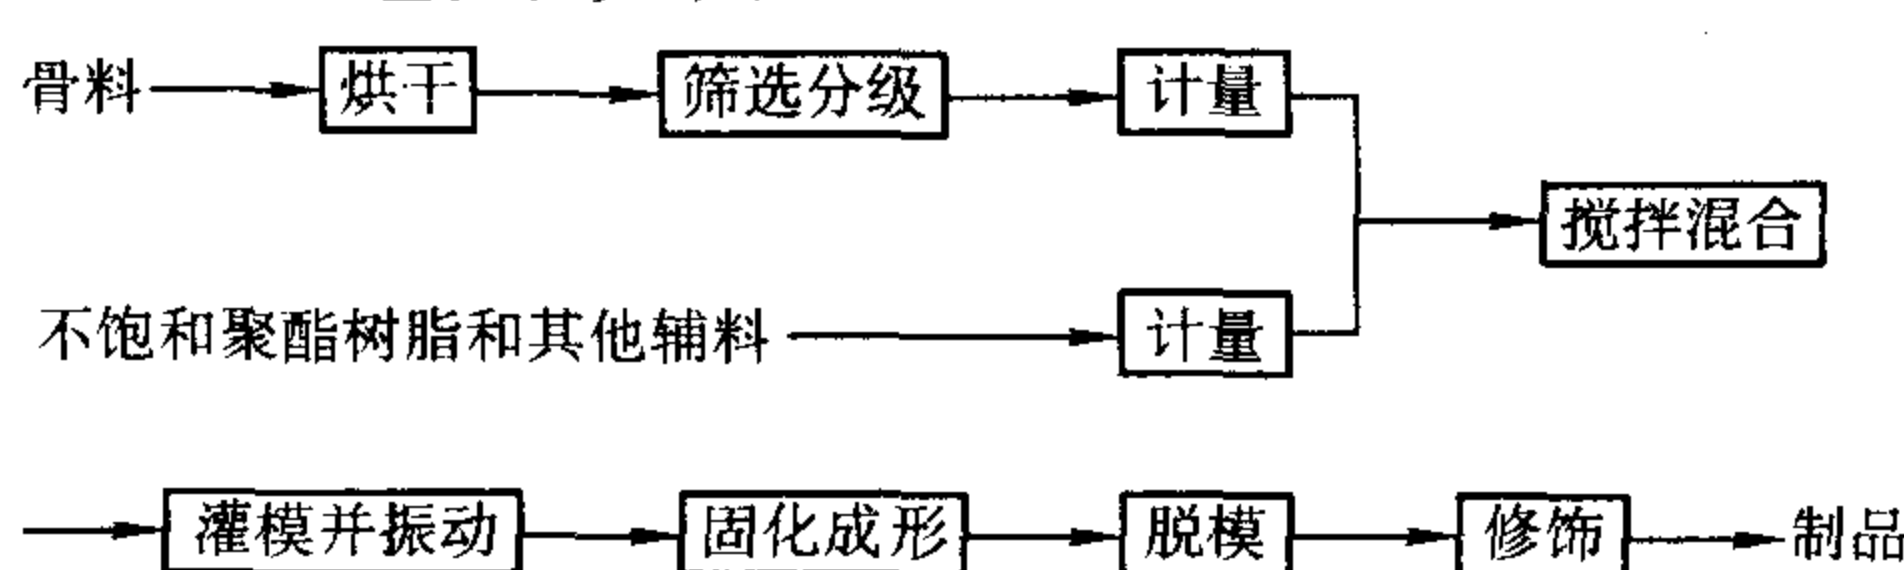 骨料 烘干 筛选分级 计量
搅拌混合
不饱和聚酯树脂和其他辅料 计量
灌模并振动 固化成形 脱模 修饰 制品